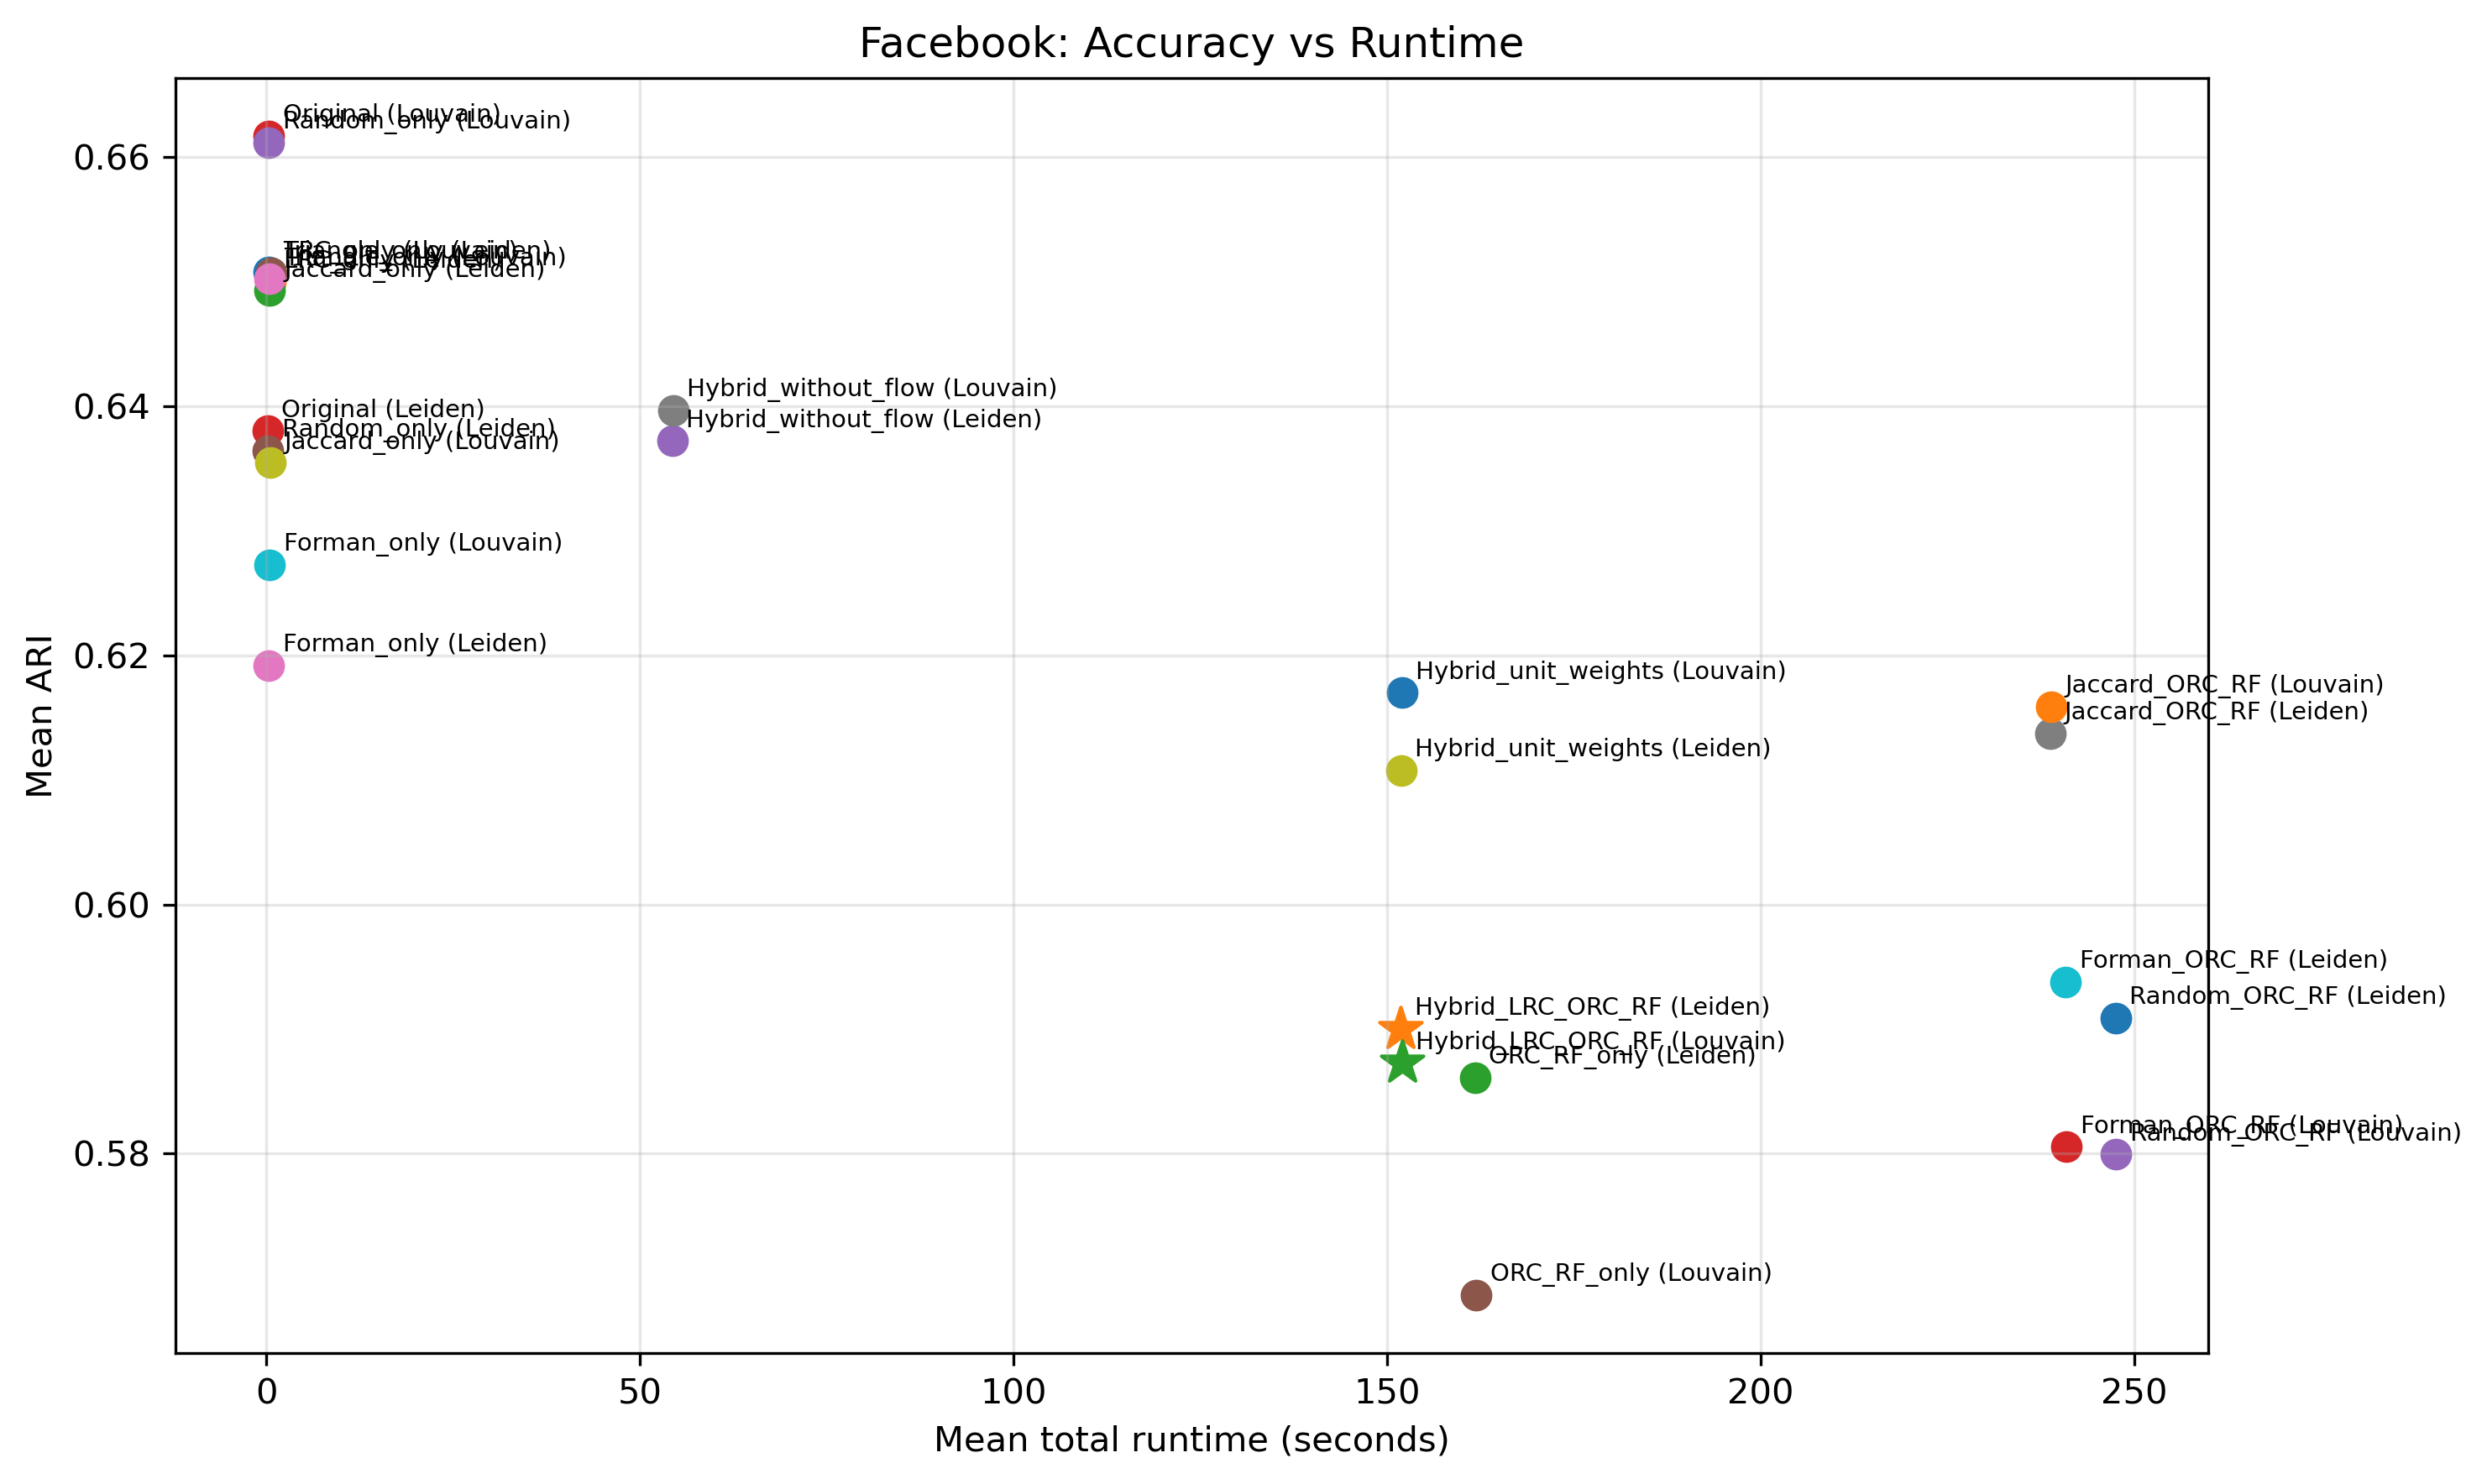 Facebook: Accuracy vs Runtime
Original (Louvain)
Random_only (Louvain)
Jaccard_only (Leiden)
Original (Leiden)
Random_only (Leiden)
Jaccard_only (Louvain)
Hybrid_without_flow (Louvain)
Hybrid_without_flow (Leiden)
Forman_only (Louvain)
Forman_only (Leiden)
Hybrid_unit_weights (Louvain)
Hybrid_unit_weights (Leiden)
Jaccard_ORC_RF (Louvain)
Jaccard_ORC_RF (Leiden)
Forman_ORC_RF (Leiden)
Random_ORC_RF (Leiden)
Hybrid_LRC_ORC_RF (Leiden)
Hybrid_LRC_ORC_RF (Louvain)
ORC_RF_only (Leiden)
Forman_ORC_RF (Louvain)
Random_ORC_RF (Louvain)
ORC_RF_only (Louvain)
Mean ARI
0.66
0.64
0.62
0.60
0.58
0
50
100
150
200
250
Mean total runtime (seconds)